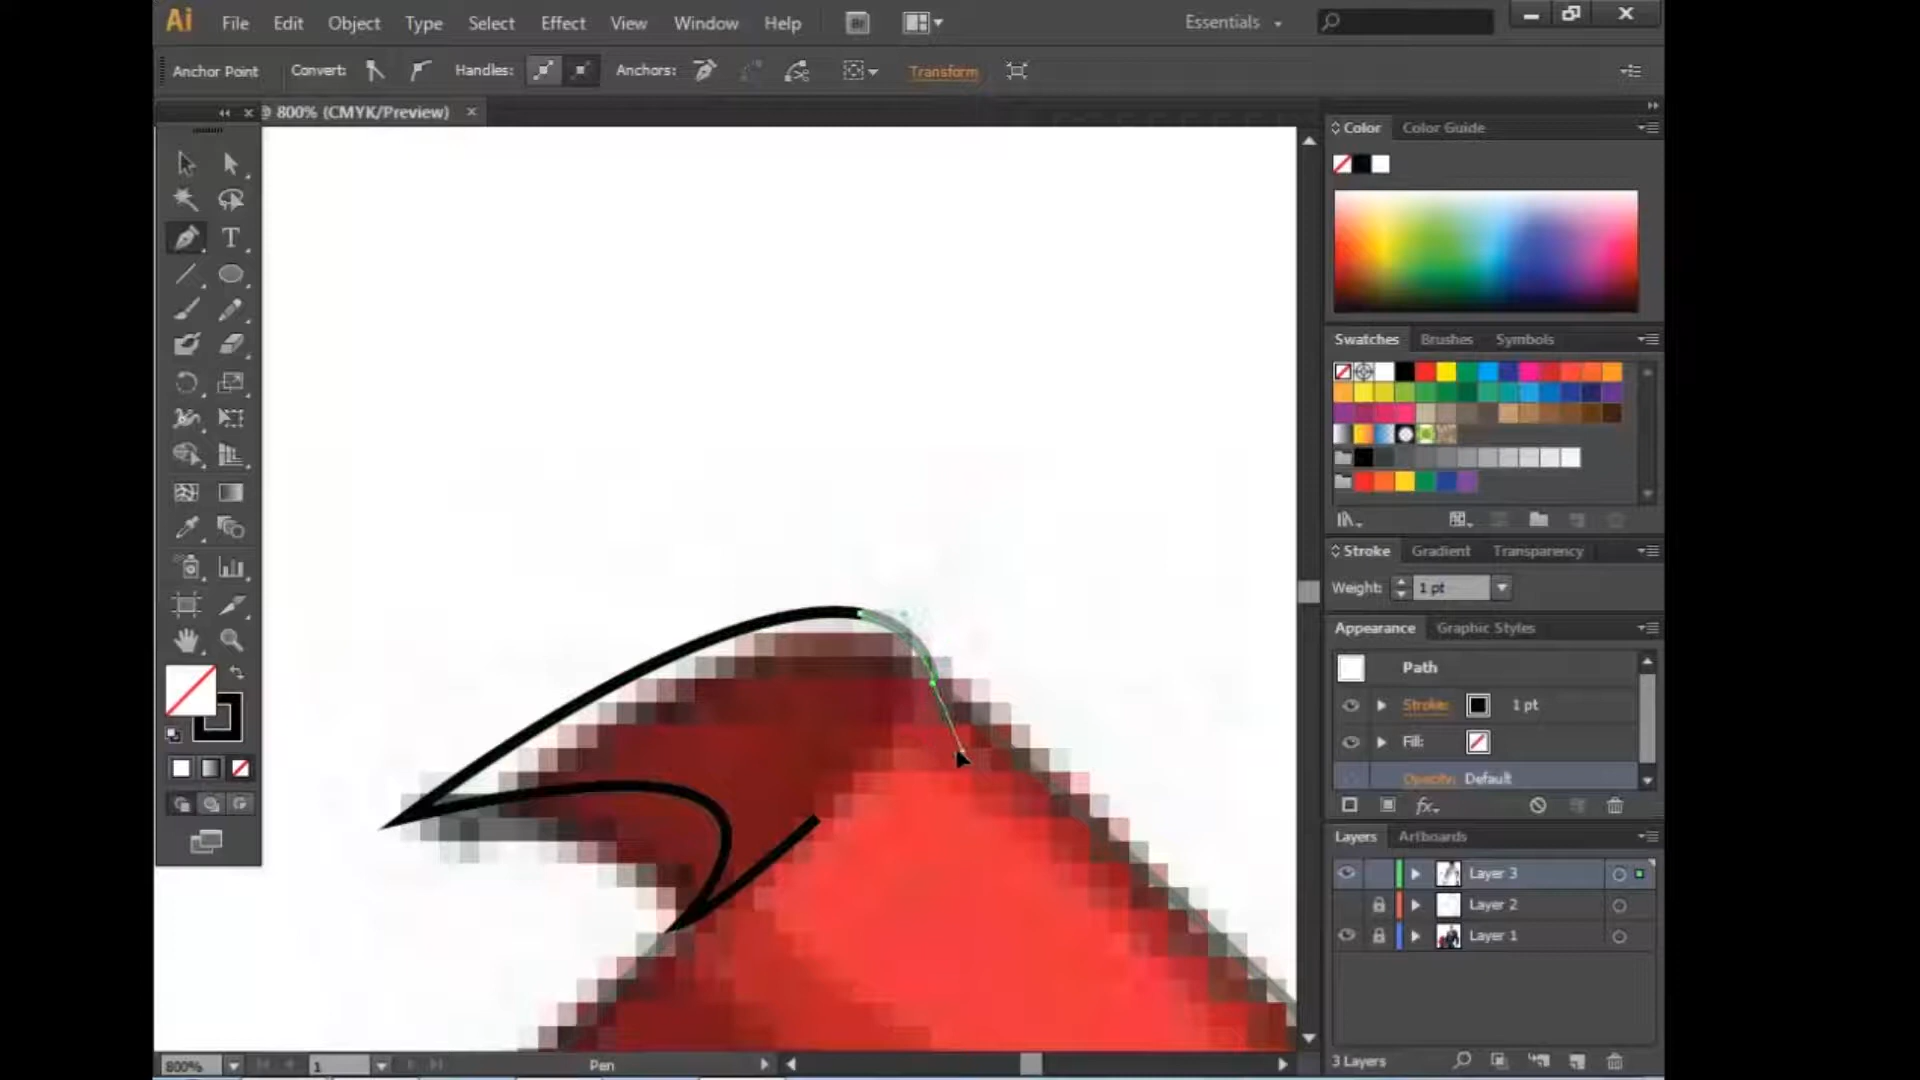 Ai File Edit Object Type Select Effect View Window Help Br Essentials
Anchor Point Convert: Handles: Anchors: Transform
@ 800% (CMYK/Preview)
Color Color Guide
T
Swatches Brushes Symbols
Stroke Gradient Transparency
Weight: 1 pt
Appearance Graphic Styles
Path
Stroke: 1 pt
Fill:
Opacity: Default
fx
Layers Artboards
Layer 3
Layer 2
Layer 1
3 Layers
800% 1 Pen